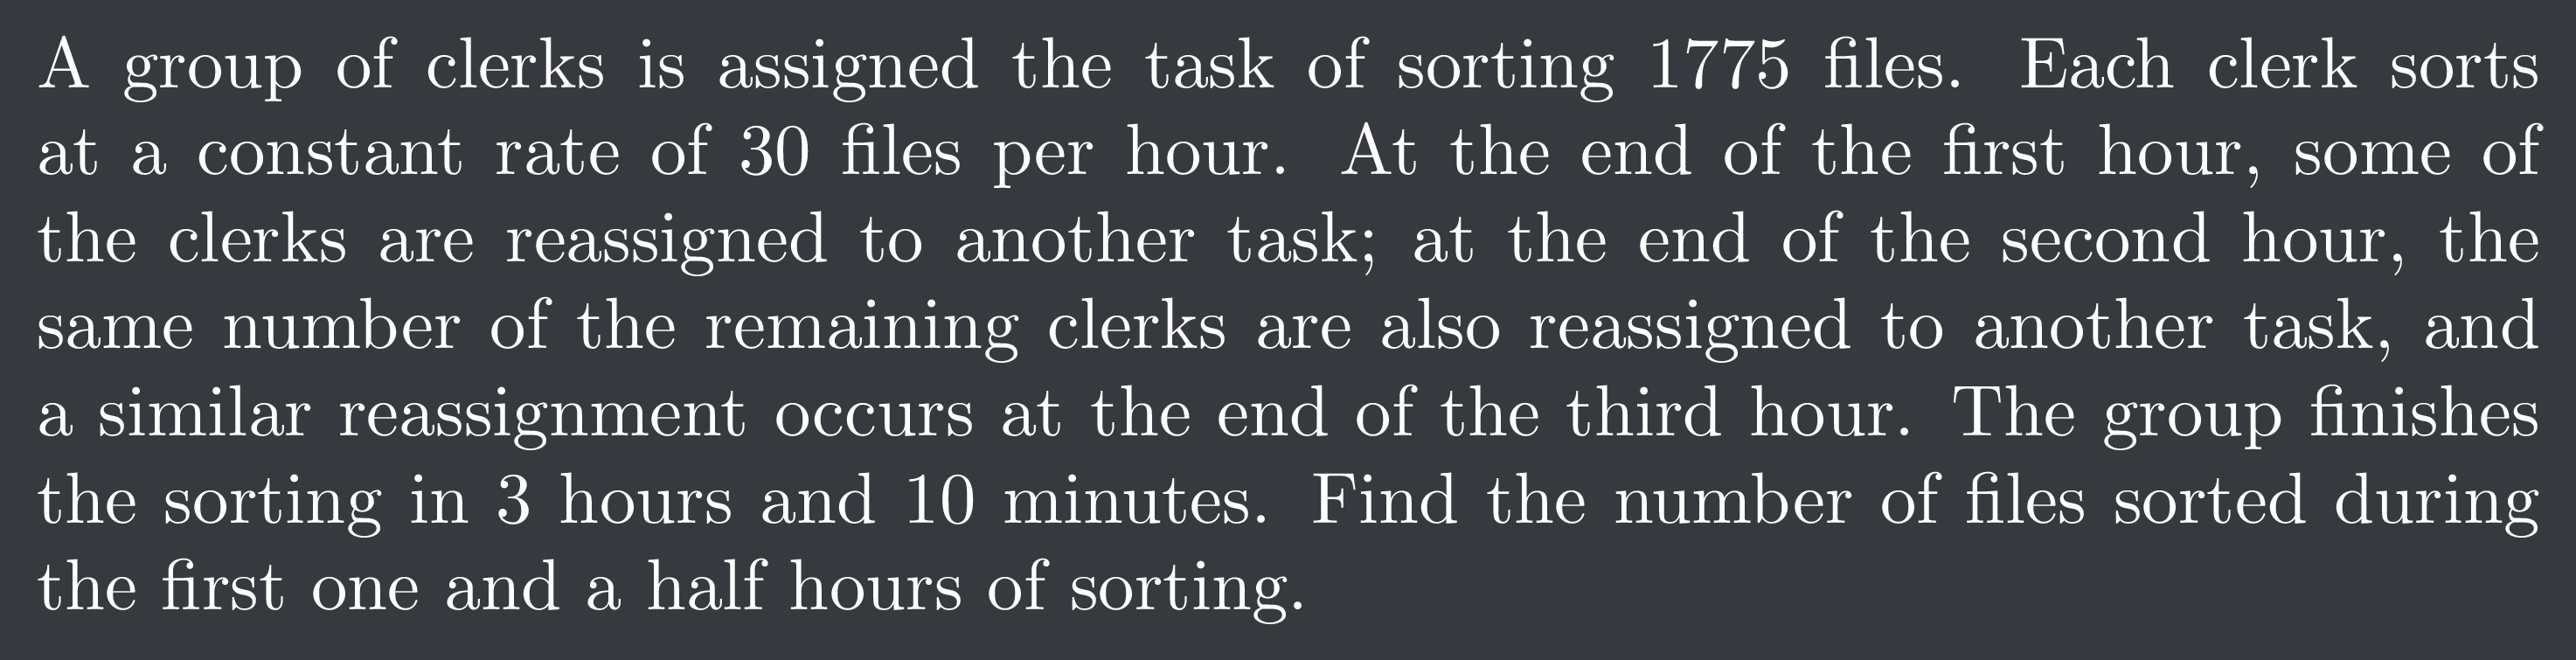 A group of clerks is assigned the task of sorting 1775 files. Each clerk sorts
at a constant rate of 30 files per hour. At the end of the first hour, some of
the clerks are reassigned to another task; at the end of the second hour, the
same number of the remaining clerks are also reassigned to another task, and
a similar reassignment occurs at the end of the third hour. The group finishes
the sorting in 3 hours and 10 minutes. Find the number of files sorted during
the first one and a half hours of sorting.